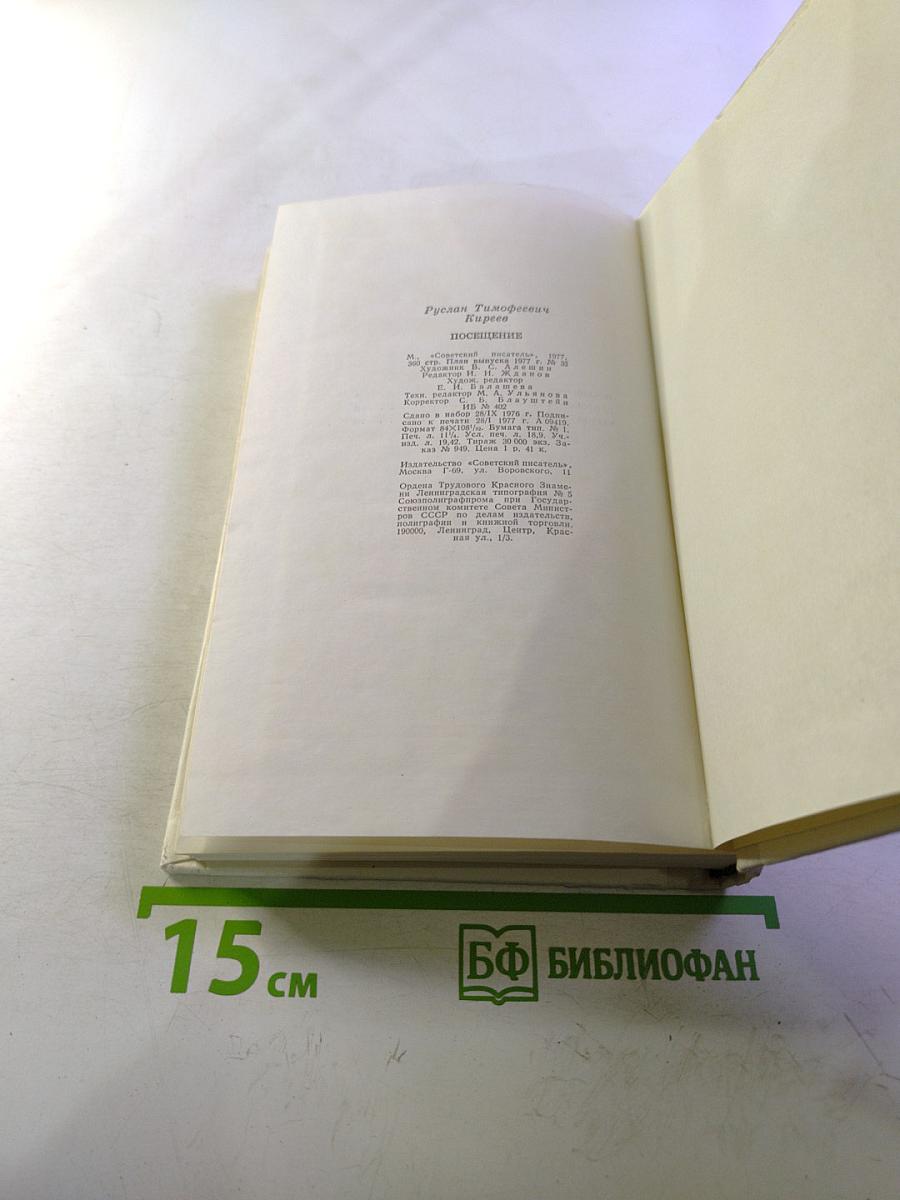 Руслан Тимофеевич
Киреев
ПОСЕЩЕНИЕ
М., «Советский писатель», 1977,
360 стр. План выпуска 1977 г. № 35
Художник В. С. Алешин
Редактор И. И. Жданов
Худож. редактор
Е. И. Балашева
Техн. редактор М. А. Ульянова
Корректор С. Б. Блауштейн
ИБ № 402
Сдано в набор 28/IX 1976 г. Подпи-
сано к печати 28/I 1977 г. А 09419.
Формат 84×108¹/₃₂. Бумага тип. № 1.
Печ. л. 11¹/₄. Усл. печ. л. 18,9. Уч.-
изд. л. 19,42. Тираж 30 000 экз. За-
каз № 949. Цена 1 р. 41 к.
Издательство «Советский писатель»,
Москва Г-69, ул. Воровского, 11
Ордена Трудового Красного Знаме-
ни Ленинградская типография № 5
Союзполиграфпрома при Государ-
ственном комитете Совета Минист-
ров СССР по делам издательств,
полиграфии и книжной торговли.
190000, Ленинград, Центр, Крас-
ная ул., 1/3.
15 см
БФ БИБЛИОФАН